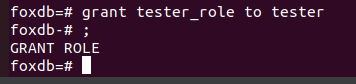 foxdb=# grant tester_role to tester
foxdb-# ;
GRANT ROLE
foxdb=#